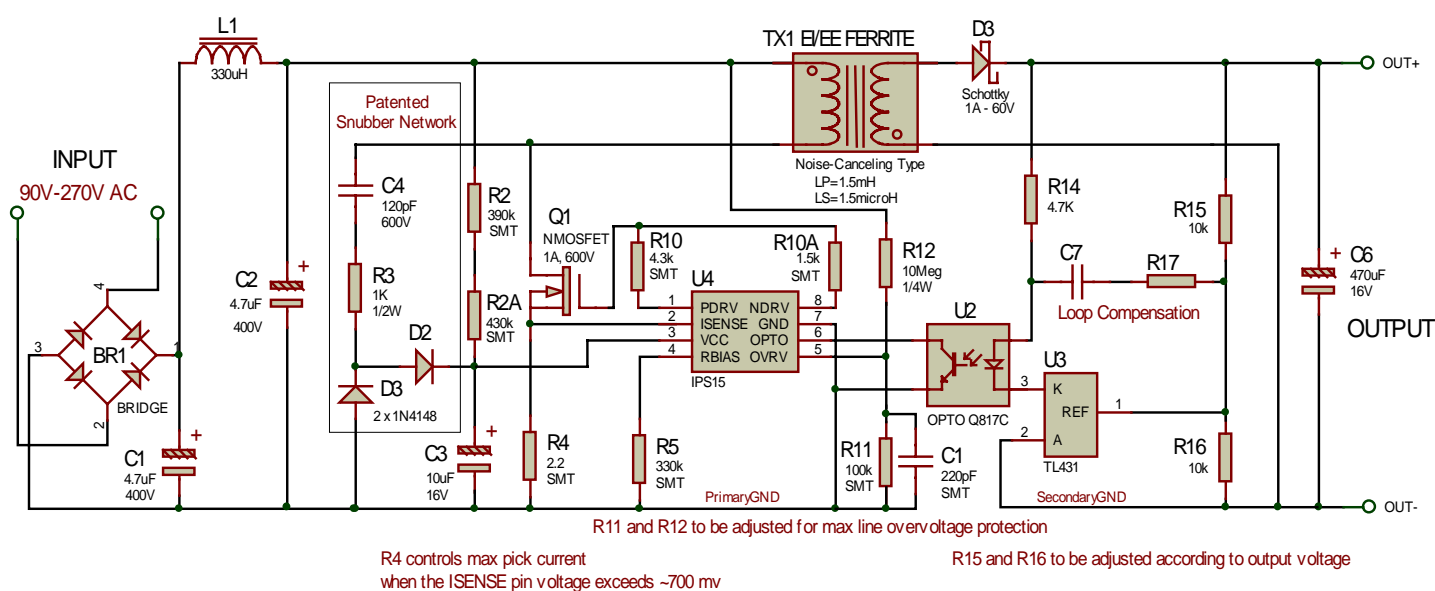 L1
330uH
TX1 EI/EE FERRITE
D3
Schottky
1A - 60V
OUT+
Patented
Snubber Network
INPUT
90V-270V AC
Noise-Canceling Type
LP=1.5mH
LS=1.5microH
C4
120pF
600V
R2
390k
SMT
Q1
NMOSFET
1A, 600V
R10
4.3k
SMT
R10A
1.5k
SMT
R12
10Meg
1/4W
R14
4.7K
R15
10k
C7
R17
Loop Compensation
C6
470uF
16V
OUTPUT
C2
4.7uF
400V
R3
1K
1/2W
R2A
430k
SMT
U4
1 PDRV NDRV 8
2 ISENSE GND 7
3 VCC OPTO 6
4 RBIAS OVRV 5
IPS15
U2
OPTO Q817C
U3
3 K
REF 1
2 A
TL431
4
3
BR1
1
2
BRIDGE
D2
D3
2 x 1N4148
C1
4.7uF
400V
C3
10uF
16V
R4
2.2
SMT
R5
330k
SMT
R11
100k
SMT
C1
220pF
SMT
R16
10k
PrimaryGND
SecondaryGND
OUT-
R11 and R12 to be adjusted for max line overvoltage protection
R4 controls max pick current
when the ISENSE pin voltage exceeds ~700 mv
R15 and R16 to be adjusted according to output voltage